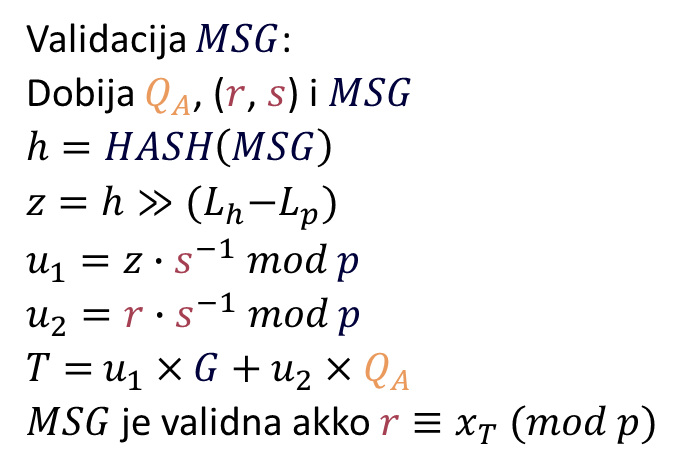 Validacija MSG:
Dobija Q_A, (r, s) i MSG
h = HASH(MSG)
z = h ≫ (L_h−L_p)
u_1 = z · s^{−1} mod p
u_2 = r · s^{−1} mod p
T = u_1 × G + u_2 × Q_A
MSG je validna akko r ≡ x_T (mod p)